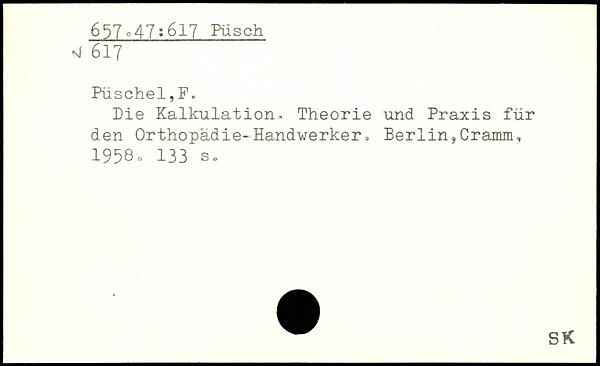 657.47:617 Püsch
√ 617
Püschel,F.
Die Kalkulation. Theorie und Praxis für
den Orthopädie-Handwerker. Berlin,Cramm,
1958. 133 s.
SK